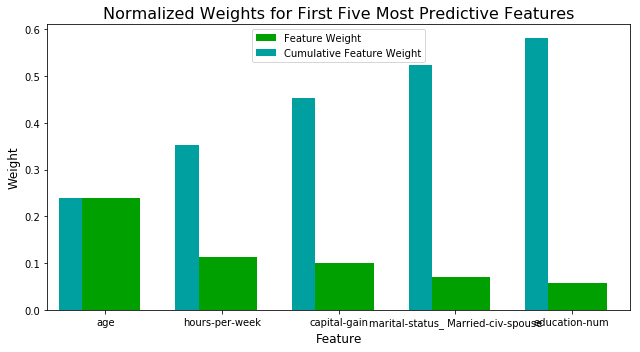 Normalized Weights for First Five Most Predictive Features
Feature Weight
Cumulative Feature Weight
Weight
0.6
0.5
0.4
0.3
0.2
0.1
0.0
age hours-per-week capital-gain marital-status_ Married-civ-spouse education-num
Feature